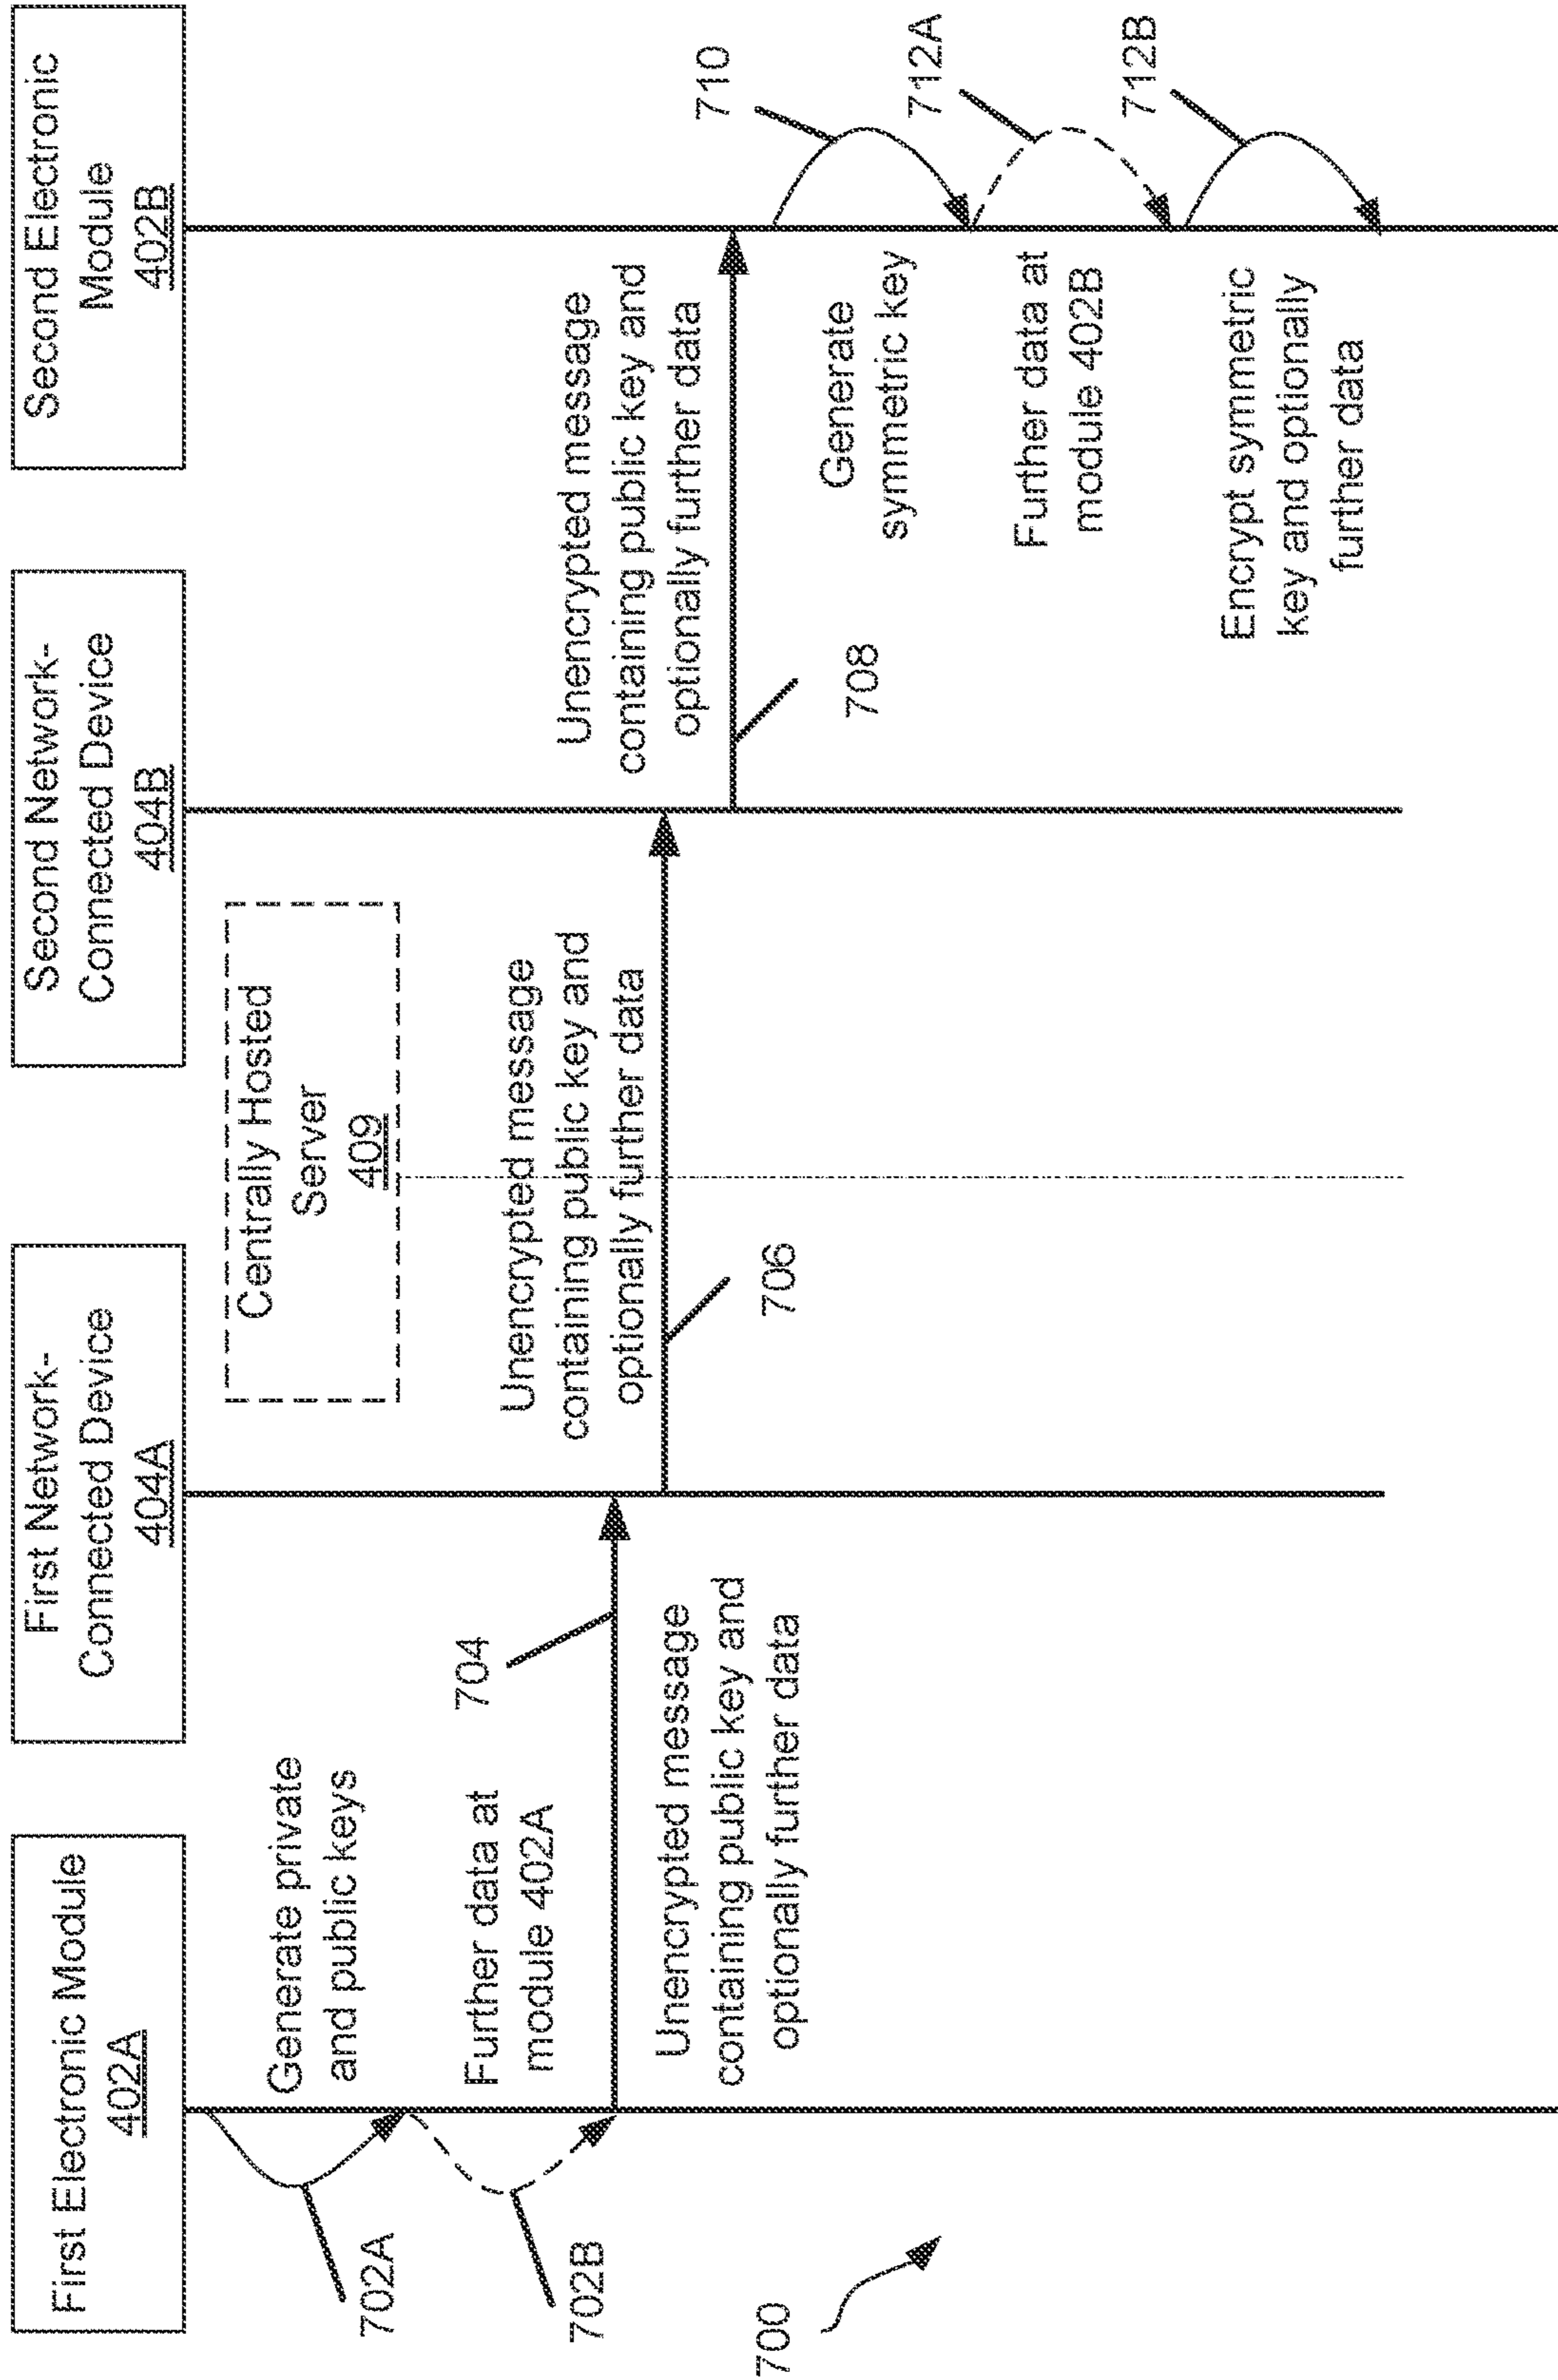 First Electronic Module
402A
First Network-
Connected Device
404A
Second Network-
Connected Device
404B
Second Electronic
Module
402B
Centrally Hosted
Server
409
702A
Generate private
and public keys
702B
Further data at
module 402A
704
Unencrypted message
containing public key and
optionally further data
Unencrypted message
containing public key and
optionally further data
706
Unencrypted message
containing public key and
optionally further data
708
710
Generate
symmetric key
712A
Further data at
module 402B
712B
Encrypt symmetric
key and optionally
further data
700